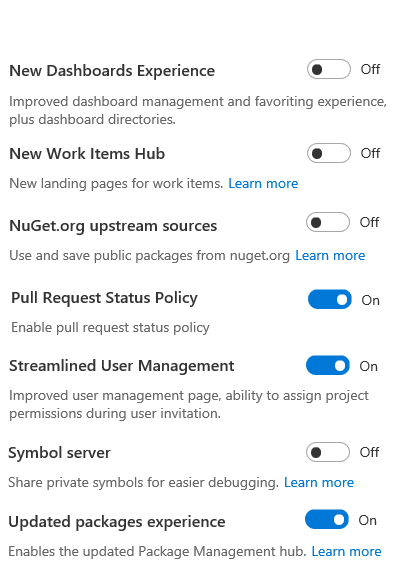 New Dashboards Experience Off
Improved dashboard management and favoriting experience,
plus dashboard directories.
New Work Items Hub Off
New landing pages for work items. Learn more
NuGet.org upstream sources Off
Use and save public packages from nuget.org Learn more
Pull Request Status Policy On
Enable pull request status policy
Streamlined User Management On
Improved user management page, ability to assign project
permissions during user invitation.
Symbol server Off
Share private symbols for easier debugging. Learn more
Updated packages experience On
Enables the updated Package Management hub. Learn more